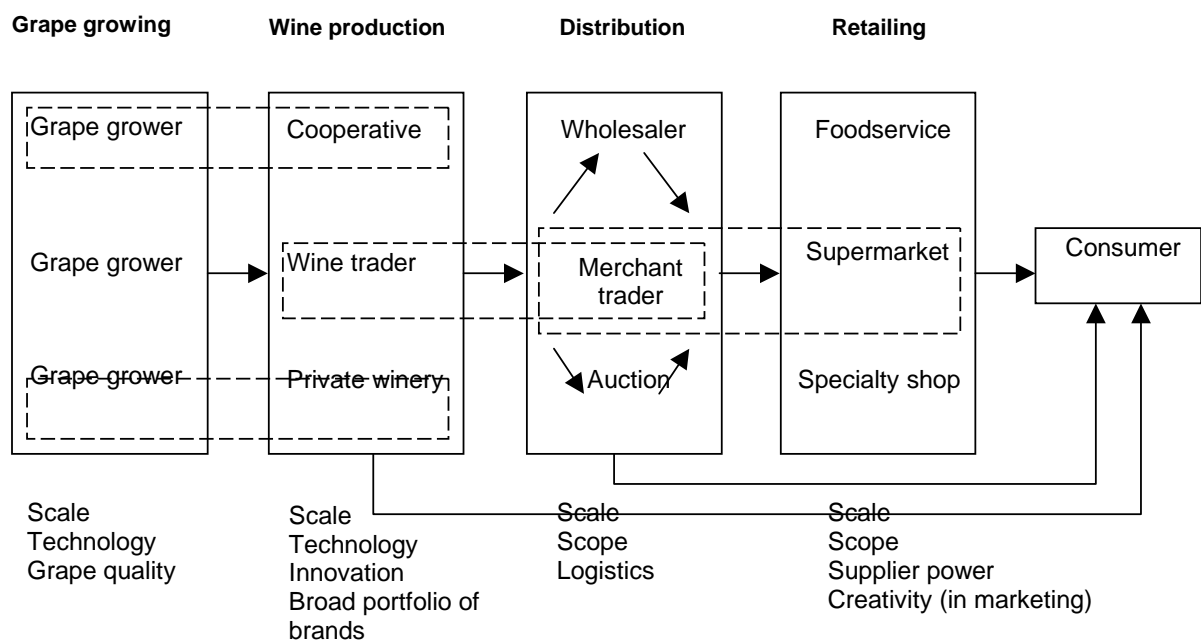 Grape growing
Wine production
Distribution
Retailing
Grape grower
Cooperative
Wholesaler
Foodservice
Grape grower
Wine trader
Merchant
trader
Supermarket
Consumer
Grape grower
Private winery
Auction
Specialty shop
Scale
Technology
Grape quality
Scale
Technology
Innovation
Broad portfolio of
brands
Scale
Scope
Logistics
Scale
Scope
Supplier power
Creativity (in marketing)